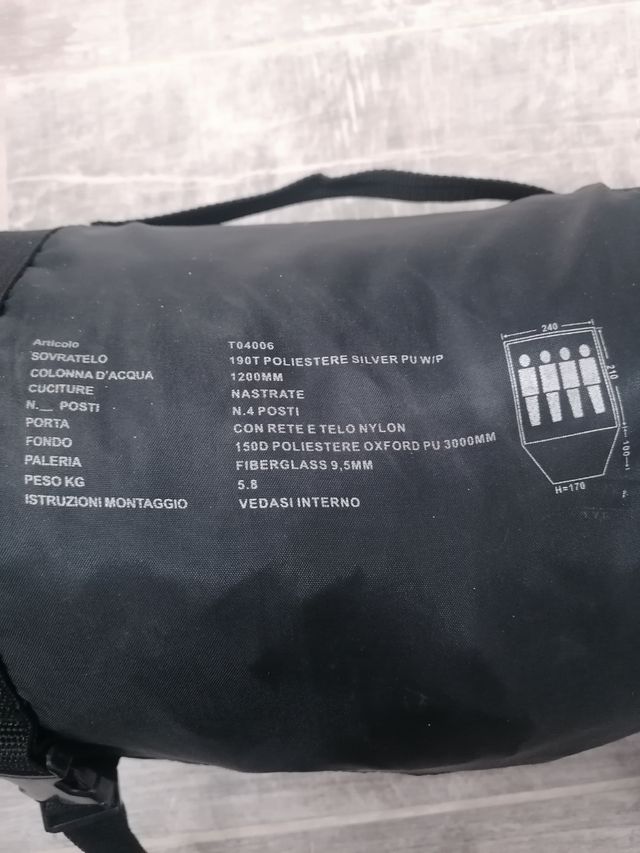 Articolo T04006
SOVRATELO 190T POLIESTERE SILVER PU W/P
COLONNA D'ACQUA 1200MM
CUCITURE NASTRATE
N.__ POSTI N.4 POSTI
PORTA CON RETE E TELO NYLON
FONDO 150D POLIESTERE OXFORD PU 3000MM
PALERIA FIBERGLASS 9,5MM
PESO KG 5.8
ISTRUZIONI MONTAGGIO VEDASI INTERNO
240
210
100
H=170